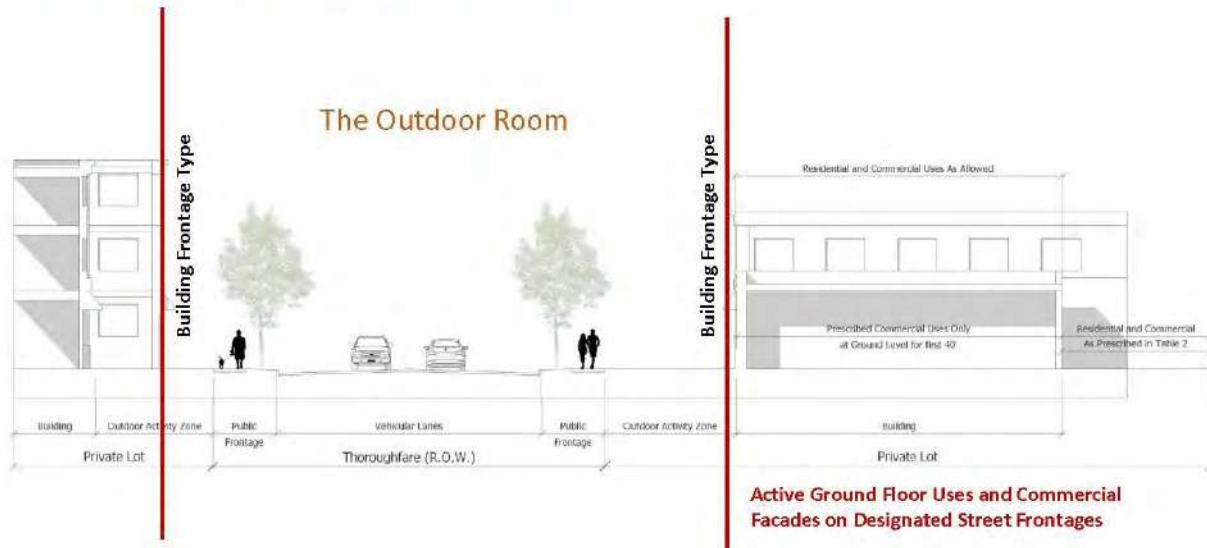 The Outdoor Room
Building Frontage Type
Building Frontage Type
Residential and Commercial Uses As Allowed
Prescribed Commercial Uses Only
at Ground Level for first 40'
Residential and Commercial
As Prescribed in Table 2
Building
Outdoor Activity Zone
Public
Frontage
Vehicular Lanes
Public
Frontage
Outdoor Activity Zone
Building
Private Lot
Thoroughfare (R.O.W.)
Private Lot
Active Ground Floor Uses and Commercial
Facades on Designated Street Frontages